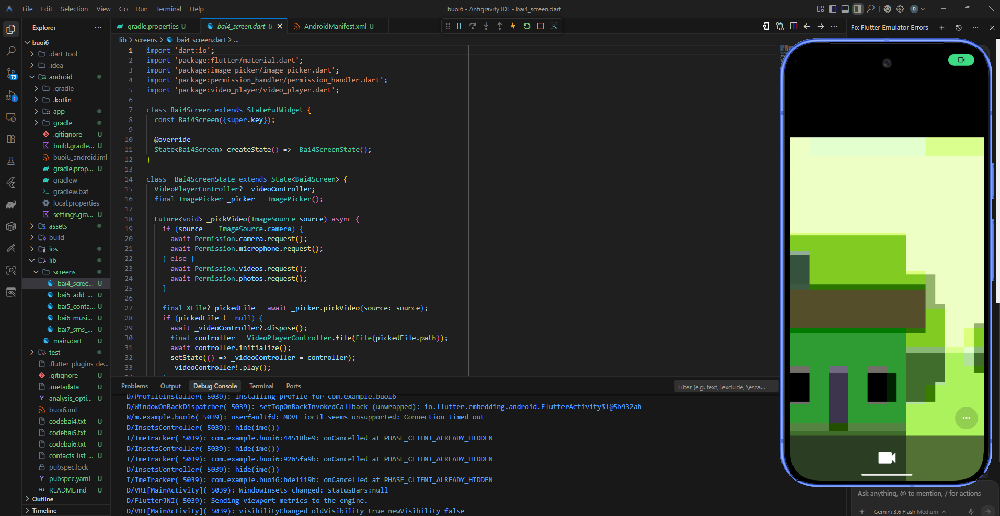 File Edit Selection View Go Run Terminal Help
buoi6 - Antigravity IDE - bai4_screen.dart
D
Explorer
gradle.properties U
bai4_screen.dart U
AndroidManifest.xml U
Fix Flutter Emulator Errors
lib > screens > bai4_screen.dart > ...
79
1
buoi6
.dart_tool
.idea
android
.gradle
.kotlin
app
gradle
.gitignore U
build.gradle... U
buoi6_android.iml
gradle.prop... U
gradlew
gradlew.bat
local.properties
settings.gra... U
assets
build
ios
lib
screens
bai4_scree... U
bai5_add_... U
bai5_conta... U
bai6_musi... U
bai7_sms_... U
main.dart U
test
.flutter-plugins-de...
.gitignore U
.metadata U
analysis_opti... U
buoi6.iml
codebai4.txt U
codebai5.txt U
codebai6.txt U
contacts_list_... U
pubspec.lock
pubspec.yaml U
README.md U
Outline
Timeline
1 import 'dart:io';
2 import 'package:flutter/material.dart';
3 import 'package:image_picker/image_picker.dart';
4 import 'package:permission_handler/permission_handler.dart';
5 import 'package:video_player/video_player.dart';
6
7 class Bai4Screen extends StatefulWidget {
8 const Bai4Screen({super.key});
9
10 @override
11 State<Bai4Screen> createState() => _Bai4ScreenState();
12 }
13
14 class _Bai4ScreenState extends State<Bai4Screen> {
15 VideoPlayerController? _videoController;
16 final ImagePicker _picker = ImagePicker();
17
18 Future<void> _pickVideo(ImageSource source) async {
19 if (source == ImageSource.camera) {
20 await Permission.camera.request();
21 await Permission.microphone.request();
22 } else {
23 await Permission.videos.request();
24 await Permission.photos.request();
25 }
26
27 final XFile? pickedFile = await _picker.pickVideo(source: source);
28 if (pickedFile != null) {
29 await _videoController?.dispose();
30 final controller = VideoPlayerController.file(File(pickedFile.path));
31 await controller.initialize();
32 setState(() => _videoController = controller);
33 _videoController!.play();
34 }
Problems Output Debug Console Terminal Ports
Filter (e.g. text, !exclude, \esca...
D/ProfileInstaller( 5039): Installing profile for com.example.buoi6
D/WindowOnBackDispatcher( 5039): setTopOnBackInvokedCallback (unwrapped): io.flutter.embedding.android.FlutterActivity$1@5b932ab
W/m.example.buoi6( 5039): userfaultfd: MOVE ioctl seems unsupported: Connection timed out
D/InsetsController( 5039): hide(ime())
I/ImeTracker( 5039): com.example.buoi6:44518be9: onCancelled at PHASE_CLIENT_ALREADY_HIDDEN
D/InsetsController( 5039): hide(ime())
I/ImeTracker( 5039): com.example.buoi6:9265fa9b: onCancelled at PHASE_CLIENT_ALREADY_HIDDEN
D/InsetsController( 5039): hide(ime())
I/ImeTracker( 5039): com.example.buoi6:bde1119b: onCancelled at PHASE_CLIENT_ALREADY_HIDDEN
D/VRI[MainActivity]( 5039): WindowInsets changed: statusBars:null
D/FlutterJNI( 5039): Sending viewport metrics to the engine.
D/VRI[MainActivity]( 5039): visibilityChanged oldVisibility=true newVisibility=false
Ask anything, @ to mention, / for actions
Gemini 3.6 Flash Medium